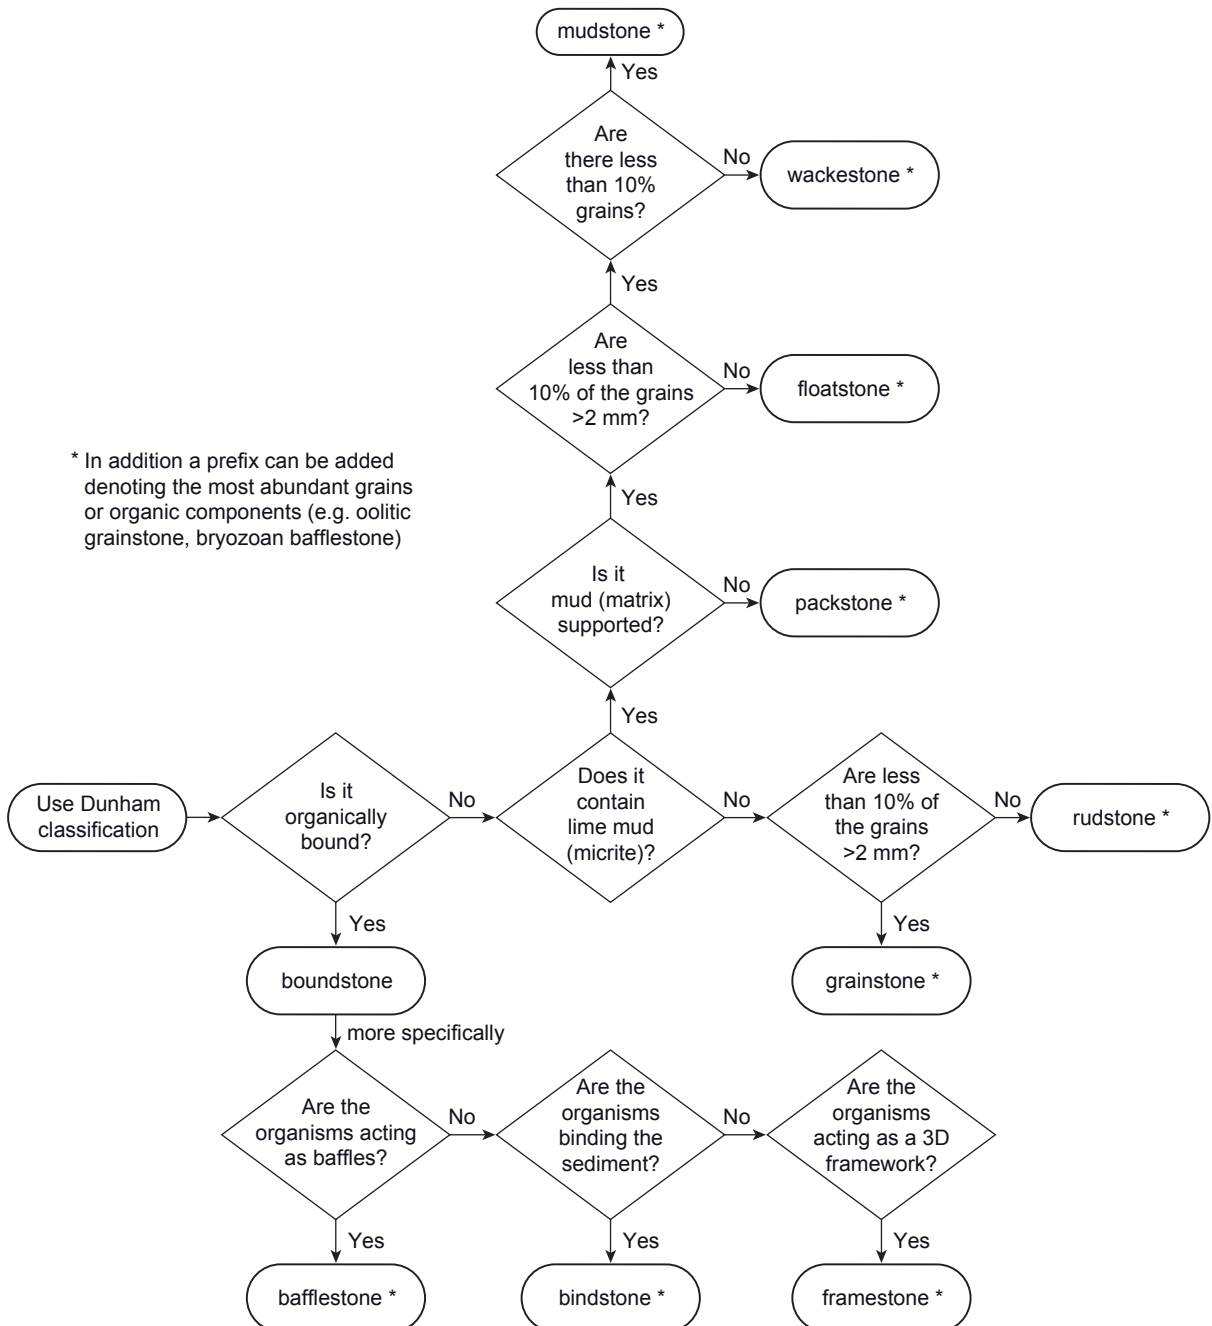 mudstone *
Yes
Are
there less
than 10%
grains?
No
wackestone *
Yes
Are
less than
10% of the grains
>2 mm?
No
floatstone *
* In addition a prefix can be added
denoting the most abundant grains
or organic components (e.g. oolitic
grainstone, bryozoan bafflestone)
Yes
Is it
mud (matrix)
supported?
No
packstone *
Yes
Use Dunham
classification
Is it
organically
bound?
No
Does it
contain
lime mud
(micrite)?
No
Are less
than 10% of
the grains
>2 mm?
No
rudstone *
Yes
boundstone
Yes
grainstone *
more specifically
Are the
organisms acting
as baffles?
No
Are the
organisms
binding the
sediment?
No
Are the
organisms
acting as a 3D
framework?
Yes
bafflestone *
Yes
bindstone *
Yes
framestone *